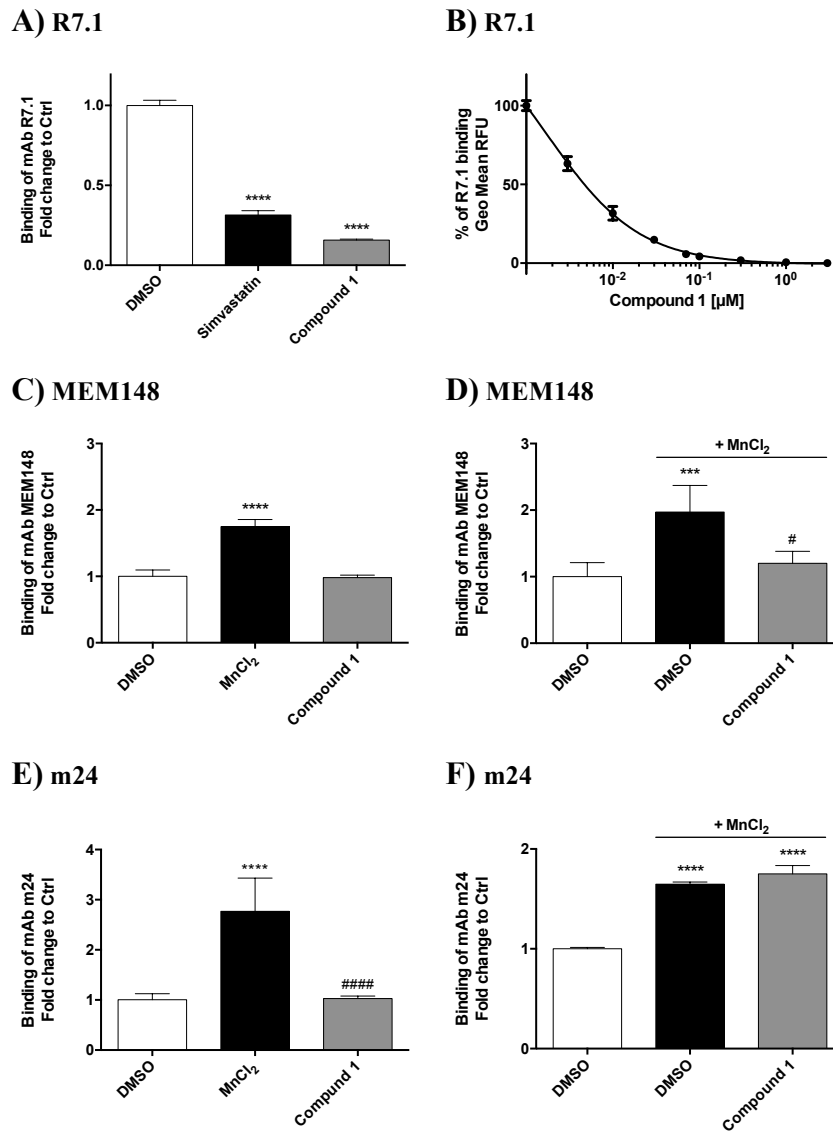 A) R7.1
Binding of mAb R7.1
Fold change to Ctrl
1.0
0.5
0.0
****
****
DMSO
Simvastatin
Compound 1
B) R7.1
% of R7.1 binding
Geo Mean RFU
100
50
0
10⁻²
10⁻¹
10⁰
Compound 1 [µM]
C) MEM148
Binding of mAb MEM148
Fold change to Ctrl
3
2
1
0
****
DMSO
MnCl₂
Compound 1
D) MEM148
+ MnCl₂
Binding of mAb MEM148
Fold change to Ctrl
3
2
1
0
***
#
DMSO
DMSO
Compound 1
E) m24
Binding of mAb m24
Fold change to Ctrl
4
3
2
1
0
****
####
DMSO
MnCl₂
Compund 1
F) m24
+ MnCl₂
Binding of mAb m24
Fold change to Ctrl
2
1
0
****
****
DMSO
DMSO
Compound 1